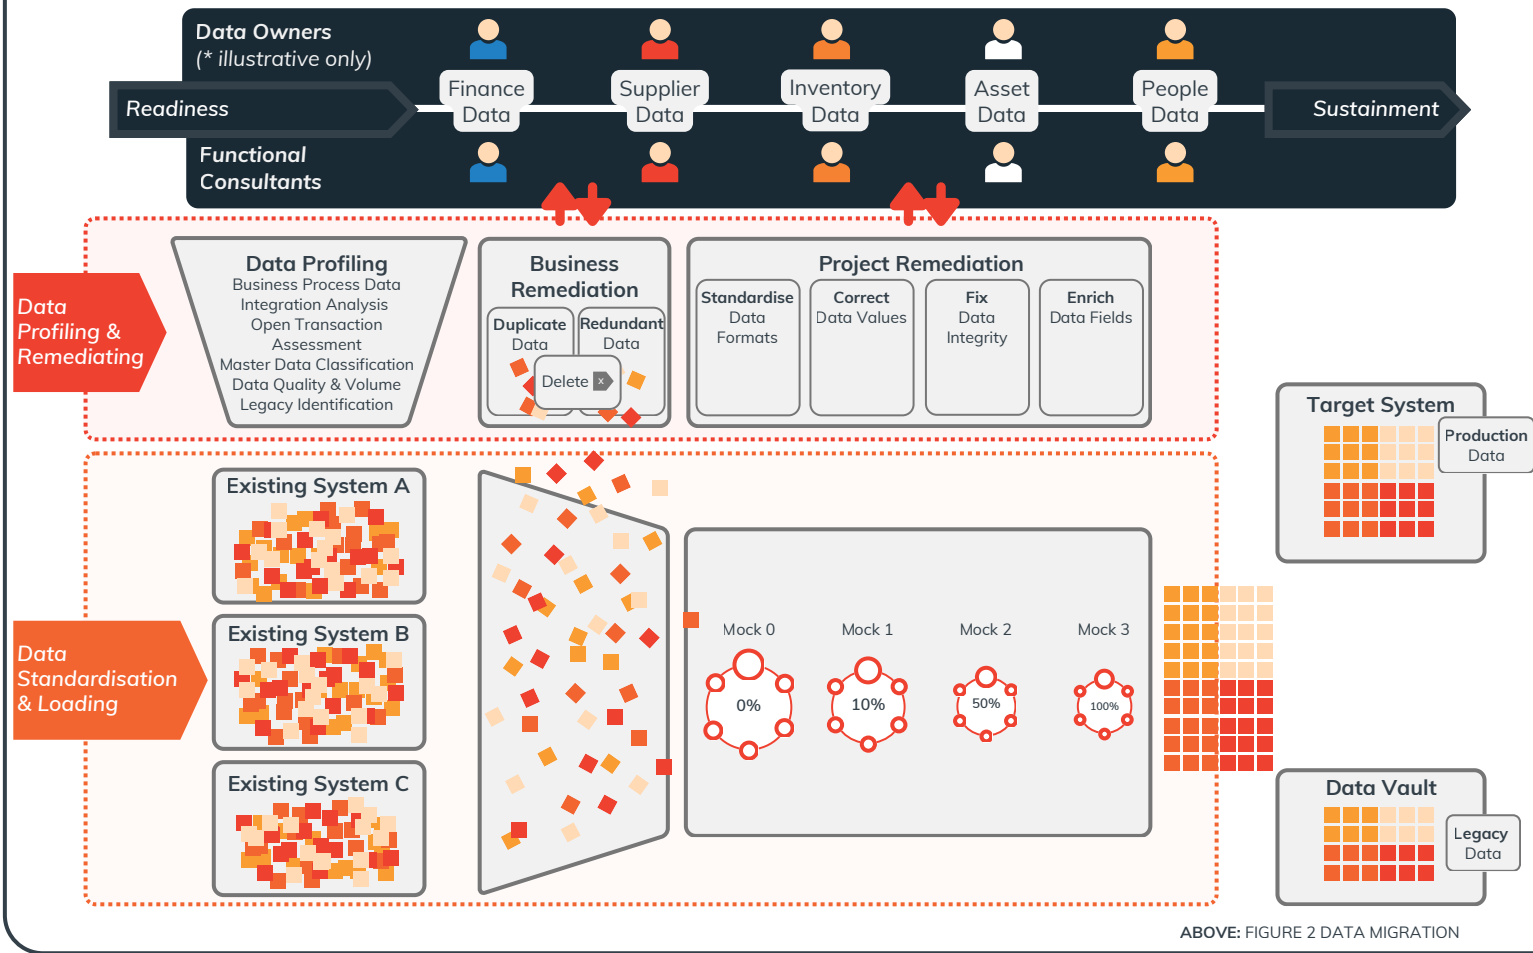 Data Owners
(* illustrative only)
Readiness
Finance
Data
Supplier
Data
Inventory
Data
Asset
Data
People
Data
Sustainment
Functional
Consultants
Data
Profiling &
Remediating
Data Profiling
Business Process Data
Integration Analysis
Open Transaction
Assessment
Master Data Classification
Data Quality & Volume
Legacy Identification
Business
Remediation
Duplicate
Data
Redundant
Data
Delete x
Project Remediation
Standardise
Data
Formats
Correct
Data Values
Fix
Data
Integrity
Enrich
Data Fields
Target System
Production
Data
Data
Standardisation
& Loading
Existing System A
Existing System B
Existing System C
Mock 0
0%
Mock 1
10%
Mock 2
50%
Mock 3
100%
Data Vault
Legacy
Data
ABOVE: FIGURE 2 DATA MIGRATION